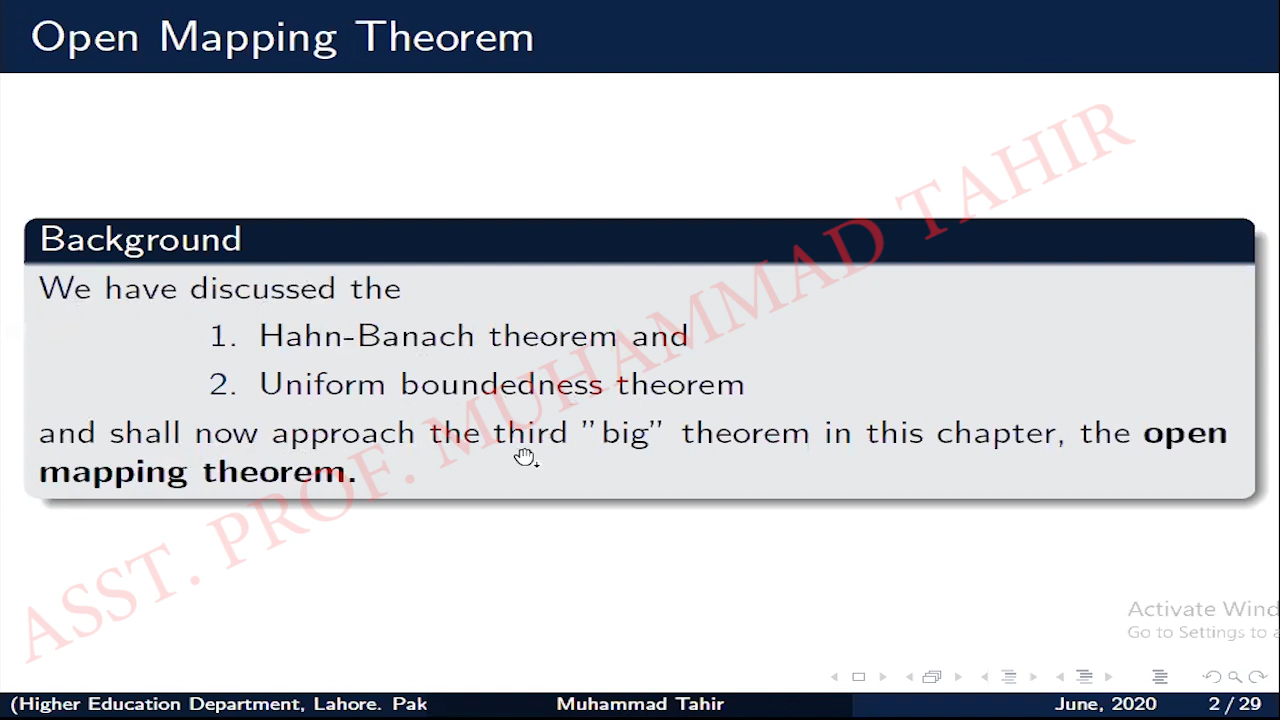 Open Mapping Theorem
Background
We have discussed the
1. Hahn-Banach theorem and
2. Uniform boundedness theorem
and shall now approach the third ”big” theorem in this chapter, the open
mapping theorem.
ASST. PROF. MUHAMMAD TAHIR
Activate Wind
Go to Settings to a
(Higher Education Department, Lahore. Pak
Muhammad Tahir
June, 2020
2 / 29